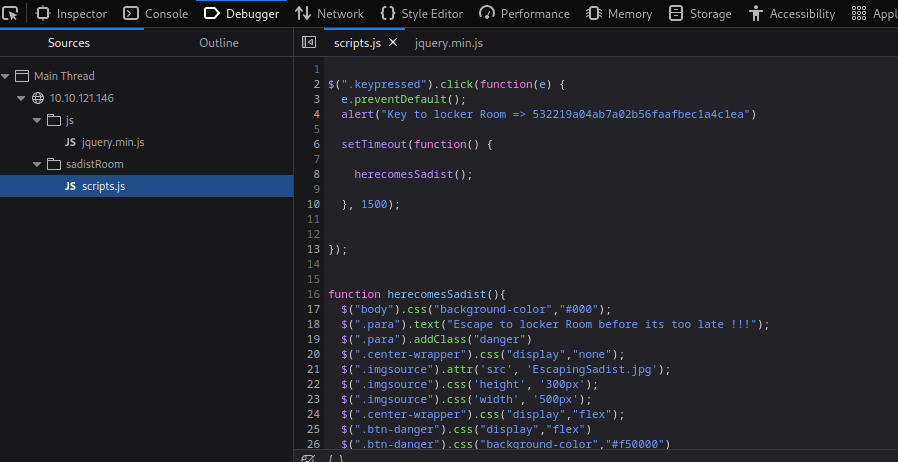 Inspector Console Debugger Network Style Editor Performance Memory Storage Accessibility Appl
Sources Outline scripts.js jquery.min.js
Main Thread
10.10.121.146
js
JS jquery.min.js
sadistRoom
JS scripts.js
1
2 $(".keypressed").click(function(e) {
3 e.preventDefault();
4 alert("Key to locker Room => 532219a04ab7a02b56faafbec1a4c1ea")
5
6 setTimeout(function() {
7
8 herecomesSadist();
9
10 }, 1500);
11
12
13 });
14
15
16 function herecomesSadist(){
17 $("body").css("background-color","#000");
18 $(".para").text("Escape to locker Room before its too late !!!");
19 $(".para").addClass("danger")
20 $(".center-wrapper").css("display","none");
21 $(".imgsource").attr('src', 'EscapingSadist.jpg');
22 $(".imgsource").css('height', '300px');
23 $(".imgsource").css('width', '500px');
24 $(".center-wrapper").css("display","flex");
25 $(".btn-danger").css("display","flex")
26 $(".btn-danger").css("background-color","#f50000")
{ }